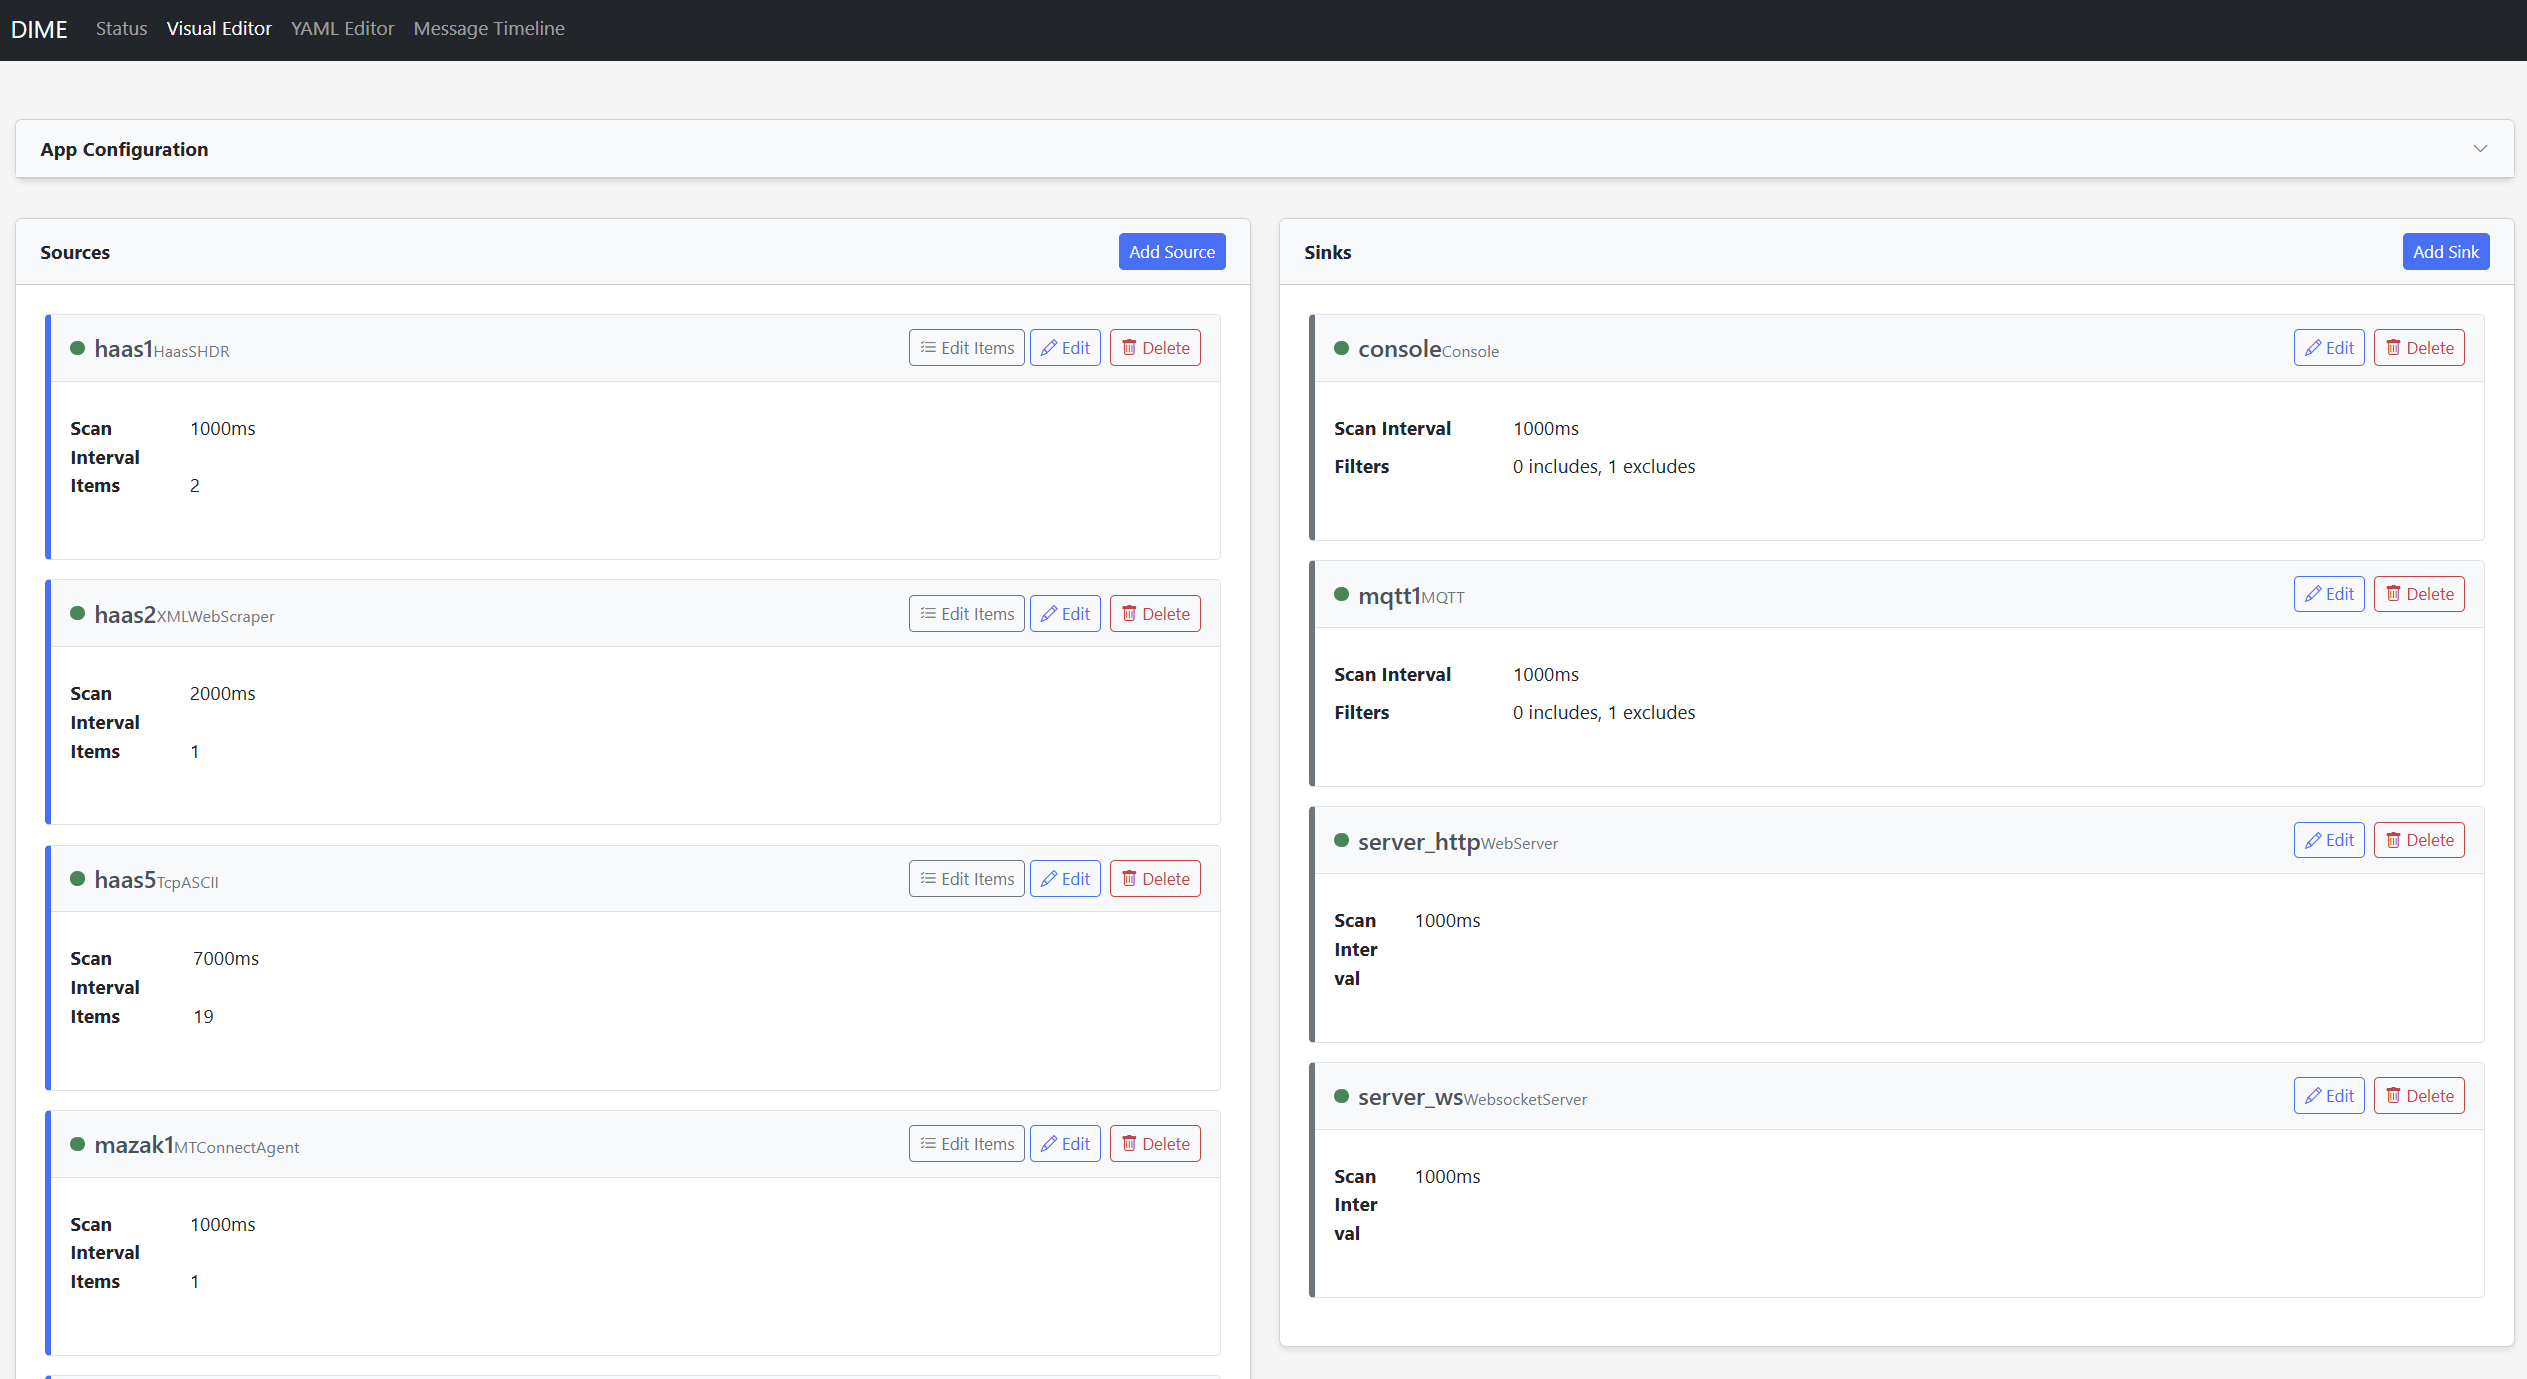 DIME Status Visual Editor YAML Editor Message Timeline
App Configuration
Sources Add Source
haas1HaasSHDR Edit Items Edit Delete
Scan 1000ms
Interval
Items 2
haas2XMLWebScraper Edit Items Edit Delete
Scan 2000ms
Interval
Items 1
haas5TcpASCII Edit Items Edit Delete
Scan 7000ms
Interval
Items 19
mazak1MTConnectAgent Edit Items Edit Delete
Scan 1000ms
Interval
Items 1
Sinks Add Sink
consoleConsole Edit Delete
Scan Interval 1000ms
Filters 0 includes, 1 excludes
mqtt1MQTT Edit Delete
Scan Interval 1000ms
Filters 0 includes, 1 excludes
server_httpWebServer Edit Delete
Scan 1000ms
Inter
val
server_wsWebsocketServer Edit Delete
Scan 1000ms
Inter
val